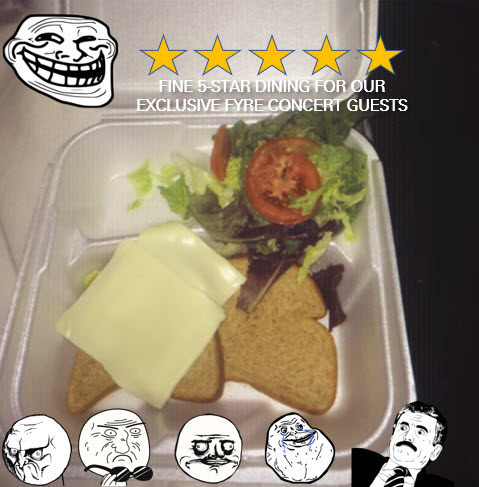 FINE 5-STAR DINING FOR OUR
EXCLUSIVE FYRE CONCERT GUESTS